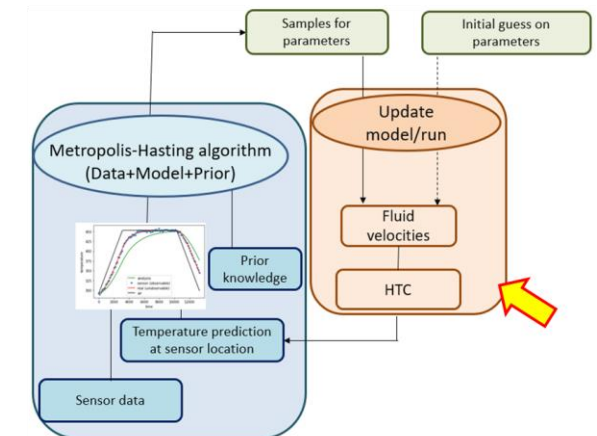 Samples for
parameters
Initial guess on
parameters
Update
model/run
Metropolis-Hasting algorithm
(Data+Model+Prior)
Fluid
velocities
Prior
knowledge
HTC
Temperature prediction
at sensor location
Sensor data